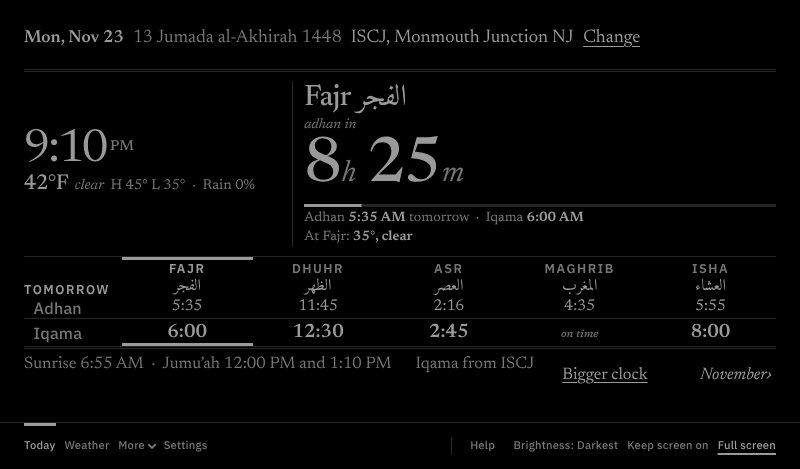 Mon, Nov 23 13 Jumada al-Akhirah 1448 ISCJ, Monmouth Junction NJ Change
9:10 PM
42°F clear H 45° L 35° · Rain 0%
Fajr الفجر
adhan in
8h 25m
Adhan 5:35 AM tomorrow · Iqama 6:00 AM
At Fajr: 35°, clear
FAJR DHUHR ASR MAGHRIB ISHA
TOMORROW الفجر الظهر العصر المغرب العشاء
Adhan 5:35 11:45 2:16 4:35 5:55
Iqama 6:00 12:30 2:45 on time 8:00
Sunrise 6:55 AM · Jumu’ah 12:00 PM and 1:10 PM Iqama from ISCJ
Bigger clock November›
Today Weather More Settings Help Brightness: Darkest Keep screen on Full screen